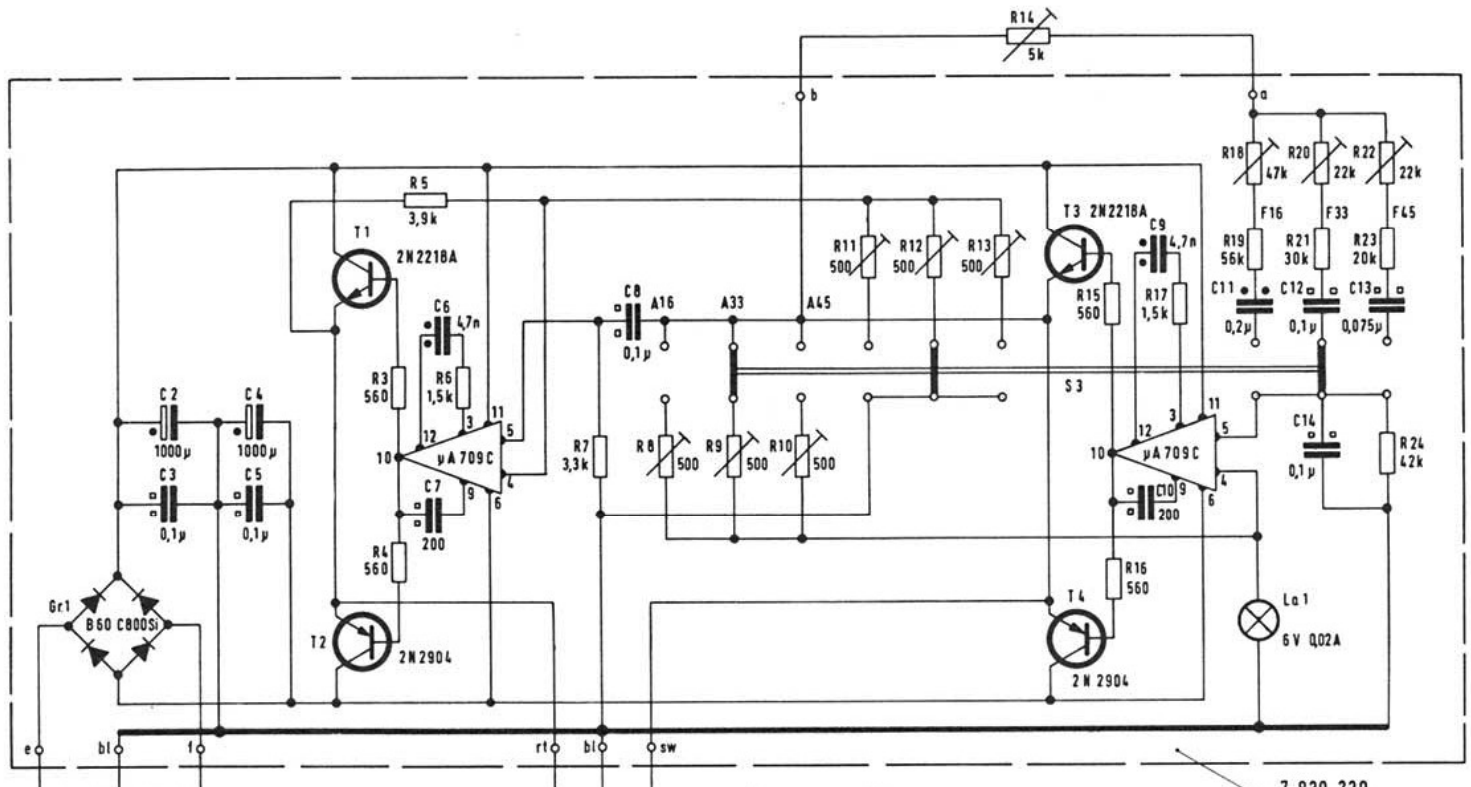 R14
5k
b
a
R18
47k
R20
22k
R22
22k
R5
3,9k
T1
2N2218A
T3 2N2218A
C9
4,7n
R11
500
R12
500
R13
500
F16
F33
F45
R19
56k
R21
30k
R23
20k
C6
4,7n
C8
0,1µ
A16
A33
A45
R15
560
R17
1,5k
C11
0,2µ
C12
0,1µ
C13
0,075µ
R3
560
R6
1,5k
S3
C2
1000µ
C4
1000µ
12
3
11
5
10
µA709C
4
9
6
R7
3,3k
R8
500
R9
500
R10
500
12
3
11
5
10
µA709C
4
9
6
C14
0,1µ
R24
42k
C3
0,1µ
C5
0,1µ
C7
200
C10
200
R4
560
R16
560
Gr.1
B60 C800Si
T2
2N2904
T4
2N2904
La1
6V 0,02A
e
bl
f
rt
bl
sw